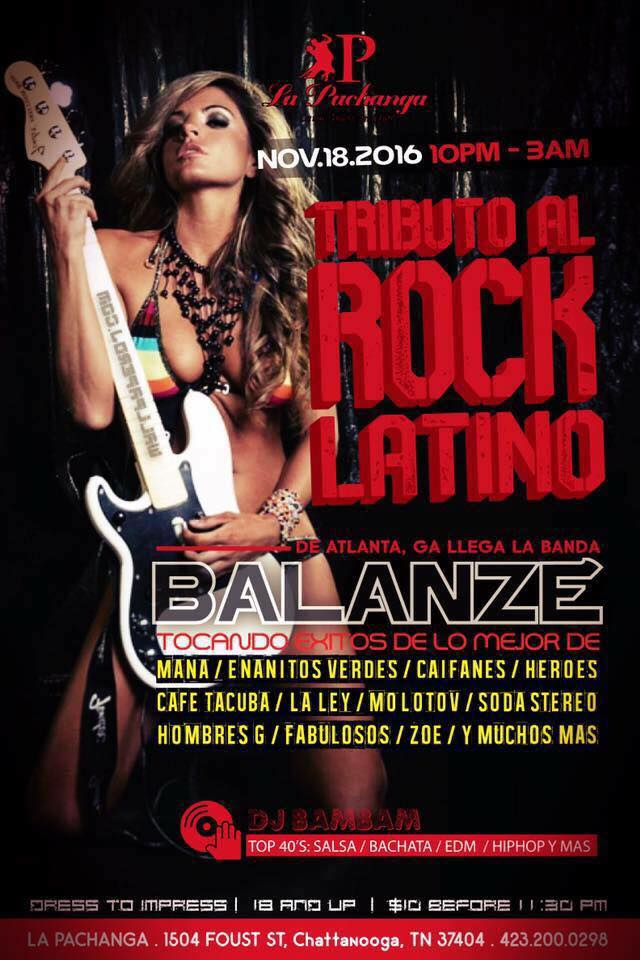 P
La Pachanga
NOV.18.2016 10PM - 3AM
TRIBUTO AL
ROCK
LATINO
WALLPAPER4U.COM
DE ATLANTA, GA LLEGA LA BANDA
BALANZE
TOCANDO EXITOS DE LO MEJOR DE
MANA / ENANITOS VERDES / CAIFANES / HEROES
CAFE TACUBA / LA LEY / MOLOTOV / SODA STEREO
HOMBRES G / FABULOSOS / ZOE / Y MUCHOS MAS
DJ BAMBAM
TOP 40'S: SALSA / BACHATA / EDM / HIPHOP Y MAS
DRESS TO IMPRESS | 18 AND UP | $10 BEFORE 11:30 PM
LA PACHANGA . 1504 FOUST ST, Chattanooga, TN 37404 . 423.200.0298